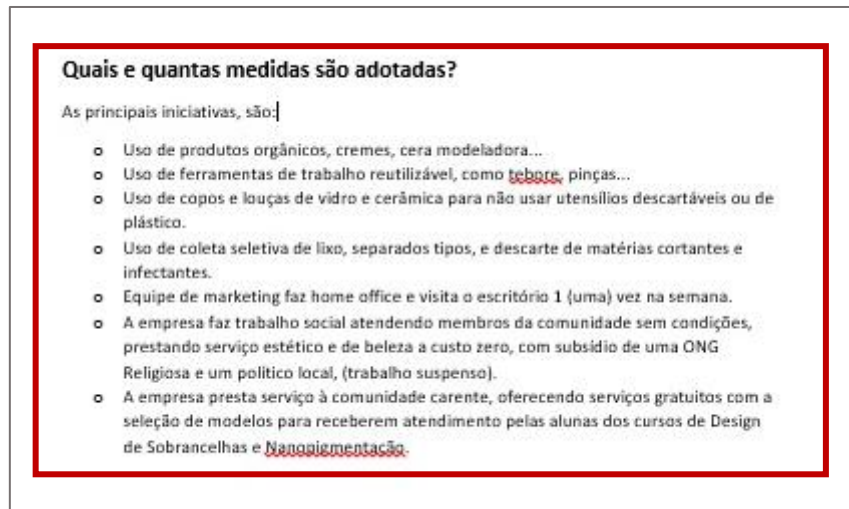 Quais e quantas medidas são adotadas?
As principais iniciativas, são:
o Uso de produtos orgânicos, cremes, cera modeladora...
o Uso de ferramentas de trabalho reutilizável, como tebore, pinças...
o Uso de copos e louças de vidro e cerâmica para não usar utensílios descartáveis ou de
plástico.
o Uso de coleta seletiva de lixo, separados tipos, e descarte de matérias cortantes e
infectantes.
o Equipe de marketing faz home office e visita o escritório 1 (uma) vez na semana.
o A empresa faz trabalho social atendendo membros da comunidade sem condições,
prestando serviço estético e de beleza a custo zero, com subsídio de uma ONG
Religiosa e um politico local, (trabalho suspenso).
o A empresa presta serviço à comunidade carente, oferecendo serviços gratuitos com a
seleção de modelos para receberem atendimento pelas alunas dos cursos de Design
de Sobrancelhas e Nanopigmentação.